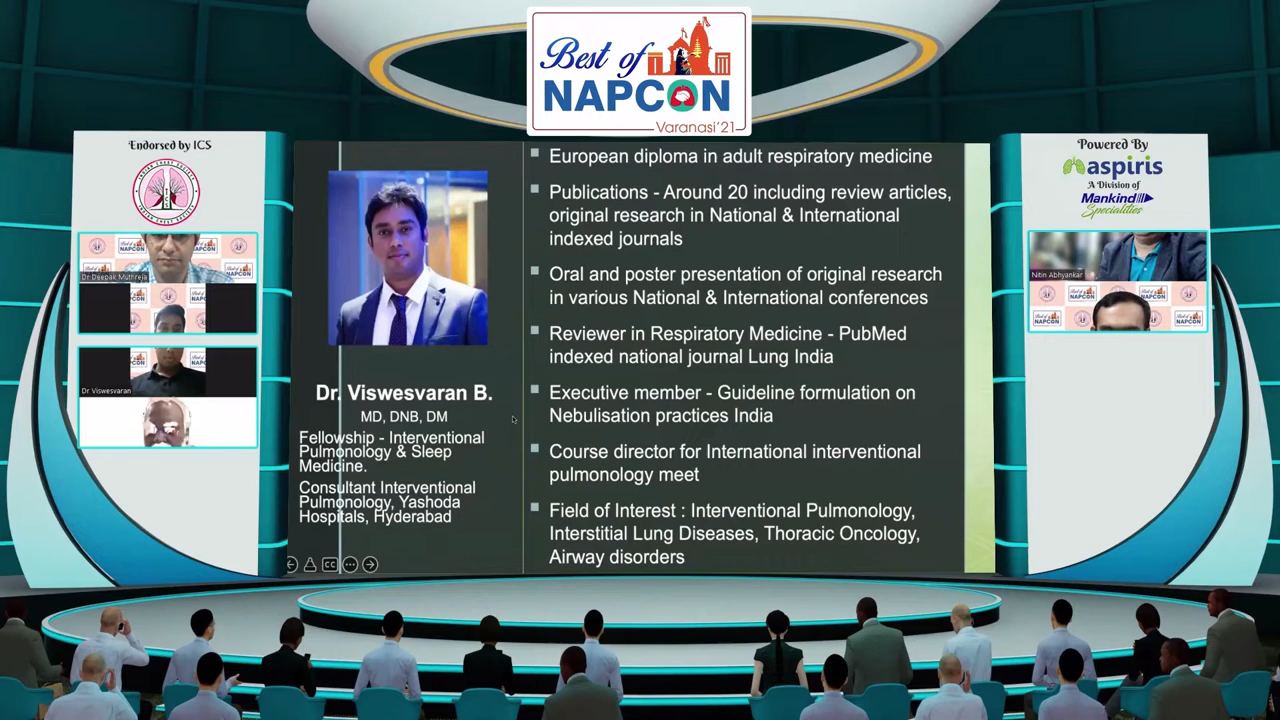 Best of
NAPCON
Varanasi'21
Endorsed by ICS
INDIAN CHEST SOCIETY
ICS
Dr Deepak Muthreja
Dr Viswesvaran
Dr. Viswesvaran B.
MD, DNB, DM
Fellowship - Interventional
Pulmonology & Sleep
Medicine.
Consultant Interventional
Pulmonology, Yashoda
Hospitals, Hyderabad
CC
European diploma in adult respiratory medicine
Publications - Around 20 including review articles,
original research in National & International
indexed journals
Oral and poster presentation of original research
in various National & International conferences
Reviewer in Respiratory Medicine - PubMed
indexed national journal Lung India
Executive member - Guideline formulation on
Nebulisation practices India
Course director for International interventional
pulmonology meet
Field of Interest : Interventional Pulmonology,
Interstitial Lung Diseases, Thoracic Oncology,
Airway disorders
Powered By
aspiris
A Division of
Mankind
Specialities
Nitin Abhyankar